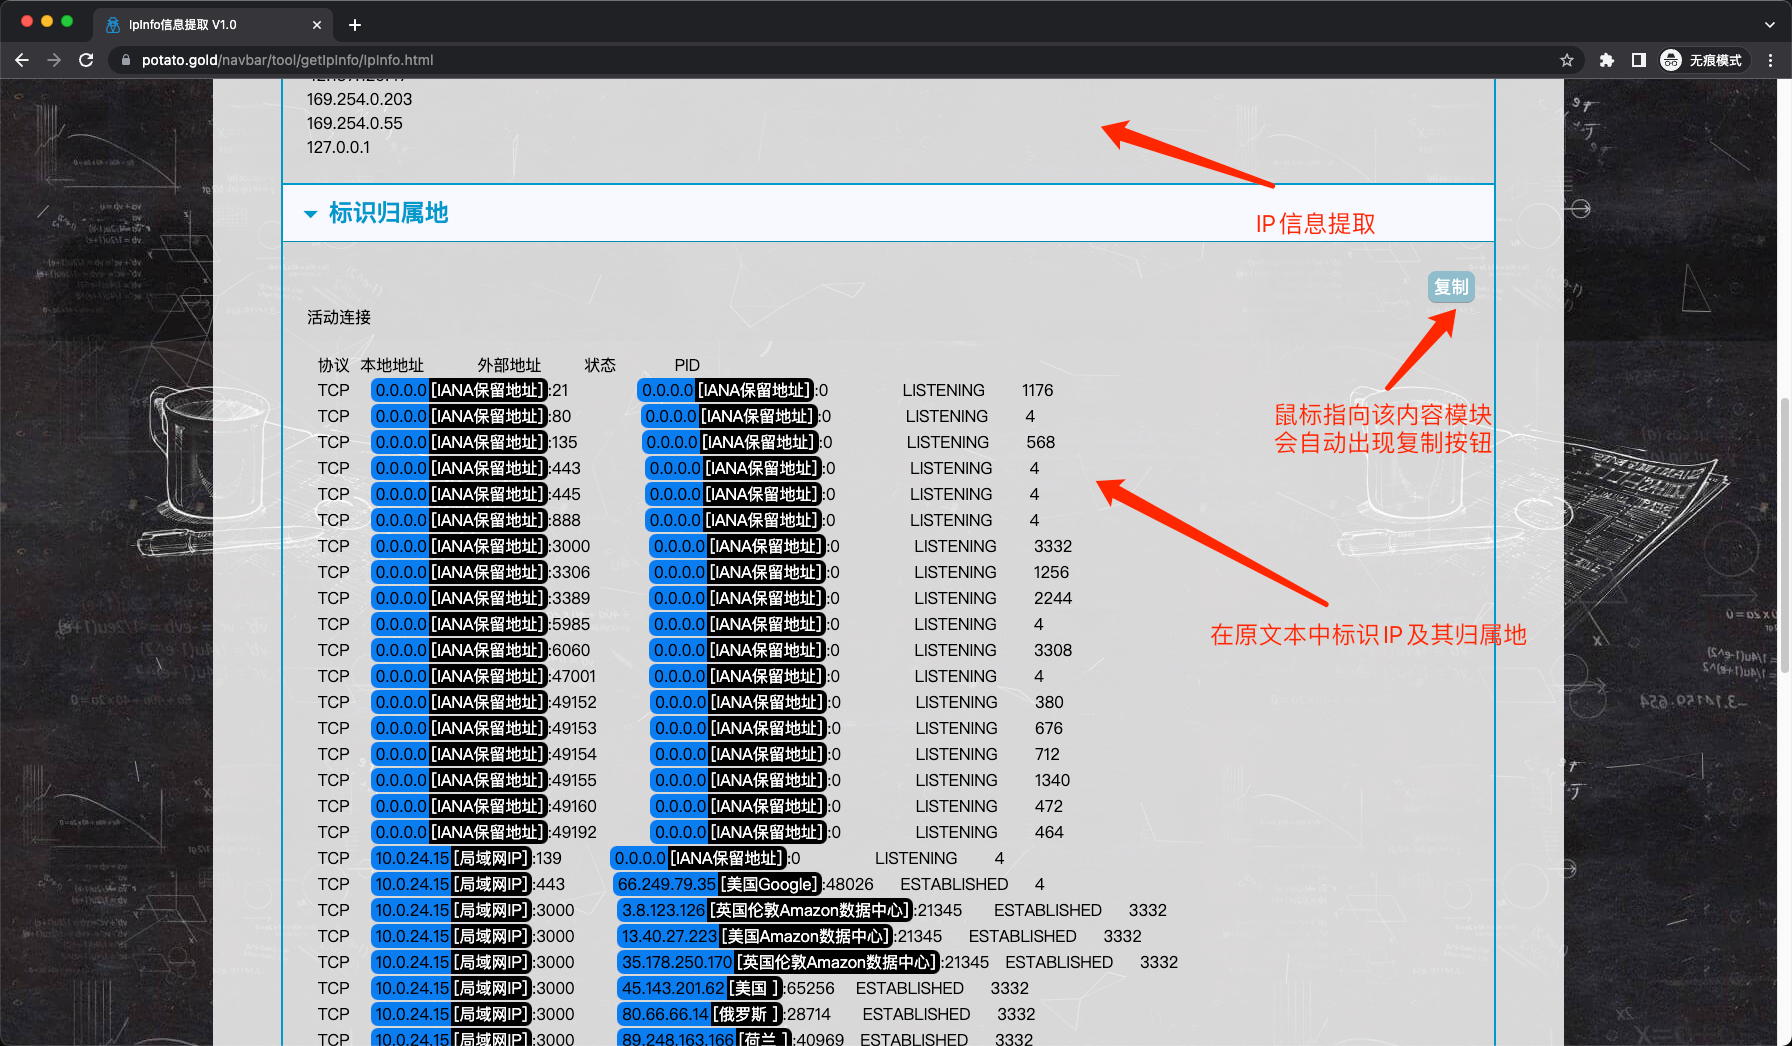 IpInfo信息提取 V1.0
potato.gold/navbar/tool/getIpInfo/IpInfo.html
无痕模式
169.254.0.203
169.254.0.55
127.0.0.1
标识归属地
IP信息提取
复制
活动连接
鼠标指向该内容模块
会自动出现复制按钮
在原文本中标识IP及其归属地
协议 本地地址 外部地址 状态 PID
TCP 0.0.0.0[IANA保留地址]:21 0.0.0.0[IANA保留地址]:0 LISTENING 1176
TCP 0.0.0.0[IANA保留地址]:80 0.0.0.0[IANA保留地址]:0 LISTENING 4
TCP 0.0.0.0[IANA保留地址]:135 0.0.0.0[IANA保留地址]:0 LISTENING 568
TCP 0.0.0.0[IANA保留地址]:443 0.0.0.0[IANA保留地址]:0 LISTENING 4
TCP 0.0.0.0[IANA保留地址]:445 0.0.0.0[IANA保留地址]:0 LISTENING 4
TCP 0.0.0.0[IANA保留地址]:888 0.0.0.0[IANA保留地址]:0 LISTENING 4
TCP 0.0.0.0[IANA保留地址]:3000 0.0.0.0[IANA保留地址]:0 LISTENING 3332
TCP 0.0.0.0[IANA保留地址]:3306 0.0.0.0[IANA保留地址]:0 LISTENING 1256
TCP 0.0.0.0[IANA保留地址]:3389 0.0.0.0[IANA保留地址]:0 LISTENING 2244
TCP 0.0.0.0[IANA保留地址]:5985 0.0.0.0[IANA保留地址]:0 LISTENING 4
TCP 0.0.0.0[IANA保留地址]:6060 0.0.0.0[IANA保留地址]:0 LISTENING 3308
TCP 0.0.0.0[IANA保留地址]:47001 0.0.0.0[IANA保留地址]:0 LISTENING 4
TCP 0.0.0.0[IANA保留地址]:49152 0.0.0.0[IANA保留地址]:0 LISTENING 380
TCP 0.0.0.0[IANA保留地址]:49153 0.0.0.0[IANA保留地址]:0 LISTENING 676
TCP 0.0.0.0[IANA保留地址]:49154 0.0.0.0[IANA保留地址]:0 LISTENING 712
TCP 0.0.0.0[IANA保留地址]:49155 0.0.0.0[IANA保留地址]:0 LISTENING 1340
TCP 0.0.0.0[IANA保留地址]:49160 0.0.0.0[IANA保留地址]:0 LISTENING 472
TCP 0.0.0.0[IANA保留地址]:49192 0.0.0.0[IANA保留地址]:0 LISTENING 464
TCP 10.0.24.15[局域网IP]:139 0.0.0.0[IANA保留地址]:0 LISTENING 4
TCP 10.0.24.15[局域网IP]:443 66.249.79.35[美国Google]:48026 ESTABLISHED 4
TCP 10.0.24.15[局域网IP]:3000 3.8.123.126[英国伦敦Amazon数据中心]:21345 ESTABLISHED 3332
TCP 10.0.24.15[局域网IP]:3000 13.40.27.223[美国Amazon数据中心]:21345 ESTABLISHED 3332
TCP 10.0.24.15[局域网IP]:3000 35.178.250.170[英国伦敦Amazon数据中心]:21345 ESTABLISHED 3332
TCP 10.0.24.15[局域网IP]:3000 45.143.201.62[美国 ]:65256 ESTABLISHED 3332
TCP 10.0.24.15[局域网IP]:3000 80.66.66.14[俄罗斯 ]:28714 ESTABLISHED 3332
TCP 10.0.24.15[局域网IP]:3000 89.248.163.166[荷兰 ]:40969 ESTABLISHED 3332